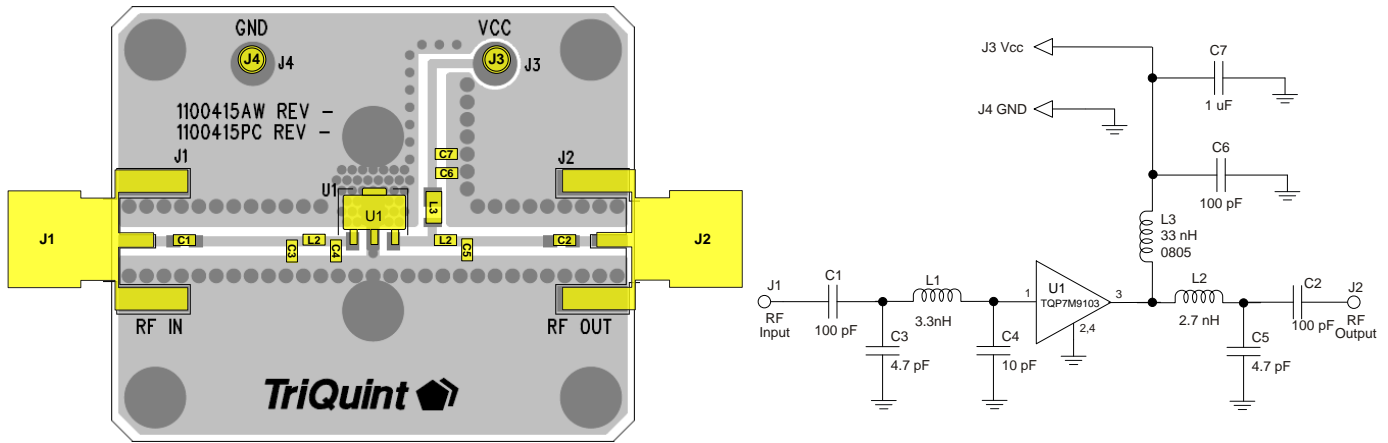 GND
VCC
J4
J4
J3
J3
1100415AW REV -
1100415PC REV -
J1
J2
C7
C6
U1
L3
U1
J1
C1
C3
L2
C4
L2
C5
C2
J2
RF IN
RF OUT
TriQuint
J3 Vcc
C7
1 uF
J4 GND
C6
100 pF
L3
33 nH
0805
J1
RF
Input
C1
100 pF
L1
3.3nH
C3
4.7 pF
C4
10 pF
1
U1
TQP7M9103
3
2,4
L2
2.7 nH
C2
100 pF
C5
4.7 pF
J2
RF
Output